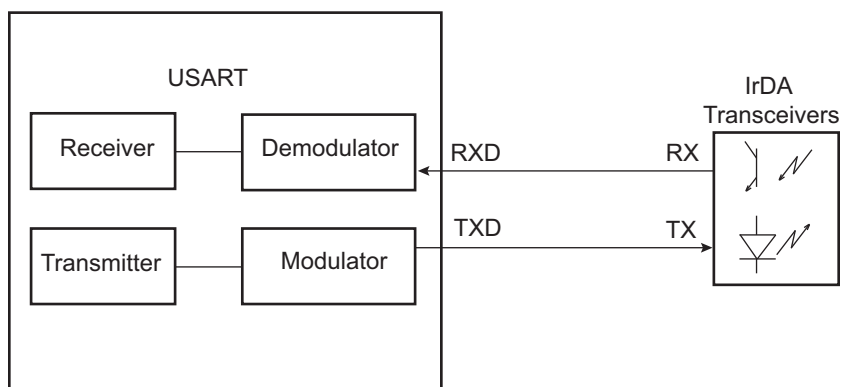 USART
IrDA
Transceivers
Receiver
Demodulator
RXD
RX
Transmitter
Modulator
TXD
TX